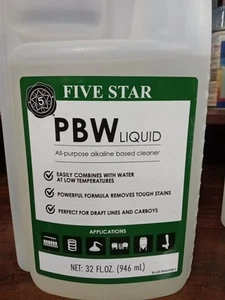 FIVE STAR
5
PBW LIQUID
All-purpose alkaline based cleaner
EASILY COMBINES WITH WATER
AT LOW TEMPERATURES
POWERFUL FORMULA REMOVES TOUGH STAINS
PERFECT FOR DRAFT LINES AND CARBOYS
APPLICATIONS
NET: 32 FL.OZ. (946 mL)